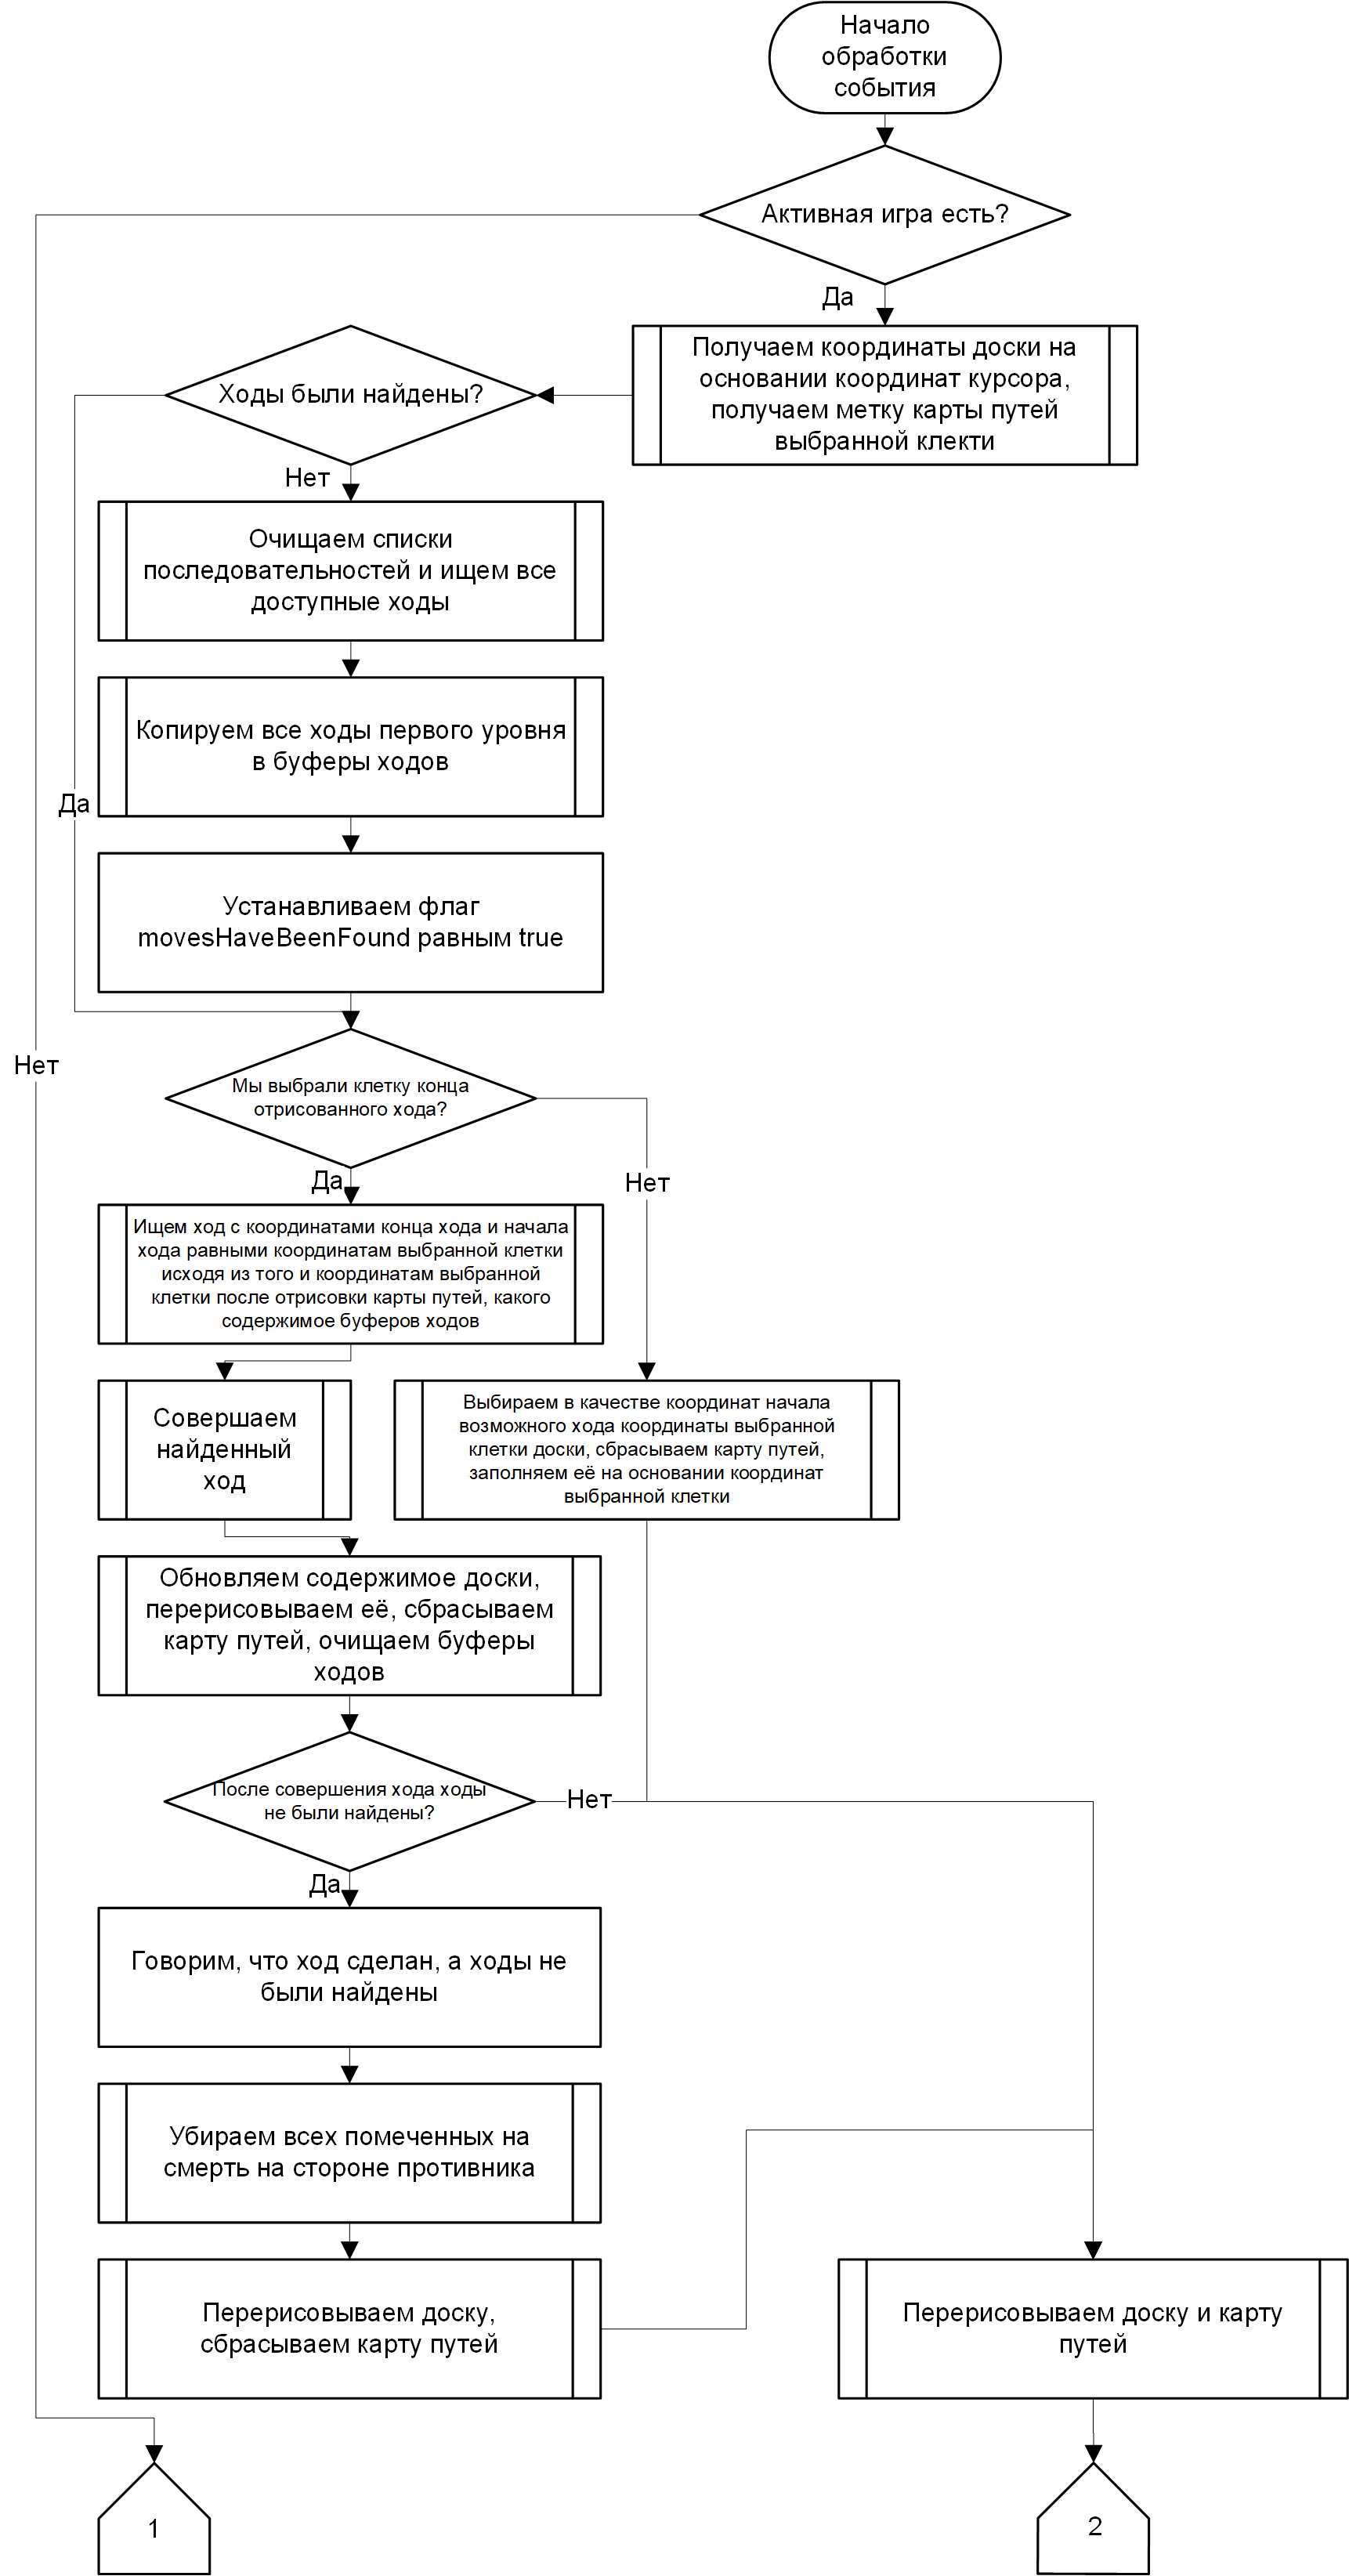 Начало
обработки
события
Активная игра есть?
Да
Получаем координаты доски на
основании координат курсора,
получаем метку карты путей
выбранной клекти
Ходы были найдены?
Нет
Очищаем списки
последовательностей и ищем все
доступные ходы
Копируем все ходы первого уровня
в буферы ходов
Да
Устанавливаем флаг
movesHaveBeenFound равным true
Нет
Мы выбрали клетку конца
отрисованного хода?
Да
Нет
Ищем ход с координатами конца хода и начала
хода равными координатам выбранной клетки
исходя из того и координатам выбранной
клетки после отрисовки карты путей, какого
содержимое буферов ходов
Совершаем
найденный
ход
Выбираем в качестве координат начала
возможного хода координаты выбранной
клетки доски, сбрасываем карту путей,
заполняем её на основании координат
выбранной клетки
Обновляем содержимое доски,
перерисовываем её, сбрасываем
карту путей, очищаем буферы
ходов
После совершения хода ходы
не были найдены?
Нет
Да
Говорим, что ход сделан, а ходы не
были найдены
Убираем всех помеченных на
смерть на стороне противника
Перерисовываем доску,
сбрасываем карту путей
Перерисовываем доску и карту
путей
1
2